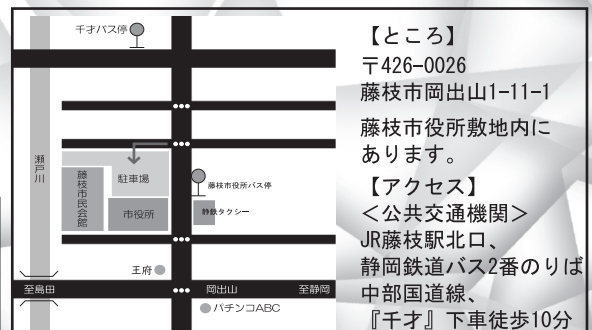 千才バス停
瀬戸川
藤枝市民会館
駐車場
市役所
藤枝市役所バス停
静鉄タクシー
王府
至島田
岡出山
至静岡
パチンコABC
【ところ】
〒426-0026
藤枝市岡出山1-11-1
藤枝市役所敷地内に
あります。
【アクセス】
＜公共交通機関＞
JR藤枝駅北口、
静岡鉄道バス2番のりば
中部国道線、
『千才』下車徒歩10分